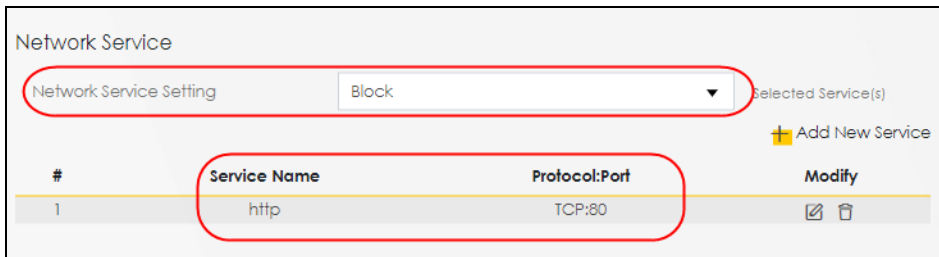 Network Service
Network Service Setting Block Selected Service(s)
Add New Service
# Service Name Protocol:Port Modify
1 http TCP:80